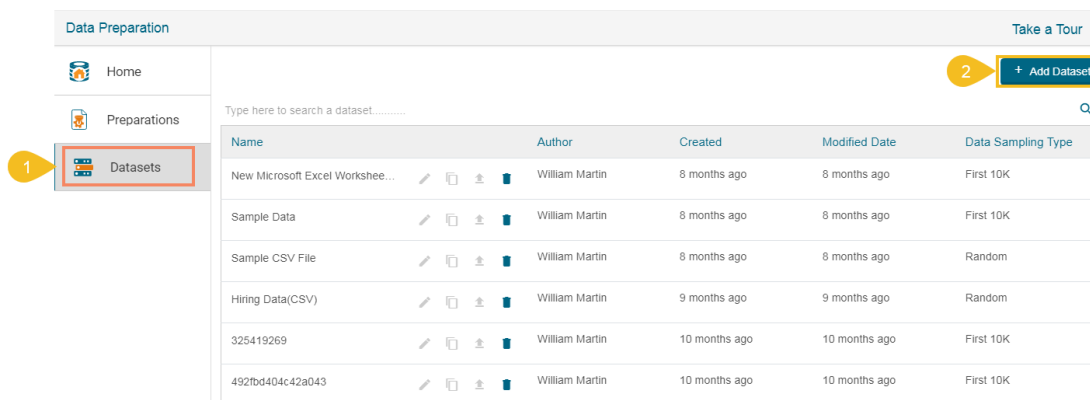 Data Preparation
Take a Tour
Home
2
+ Add Dataset
Preparations
Type here to search a dataset..........
Name Author Created Modified Date Data Sampling Type
1
Datasets
New Microsoft Excel Workshee... William Martin 8 months ago 8 months ago First 10K
Sample Data William Martin 8 months ago 8 months ago First 10K
Sample CSV File William Martin 8 months ago 8 months ago Random
Hiring Data(CSV) William Martin 9 months ago 9 months ago Random
325419269 William Martin 10 months ago 10 months ago First 10K
492fbd404c42a043 William Martin 10 months ago 10 months ago First 10K